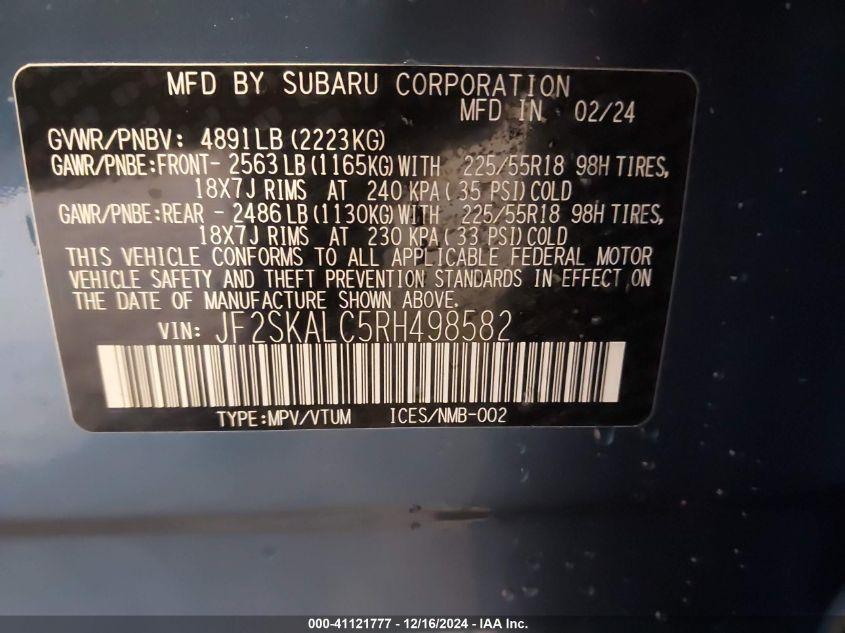 MFD BY SUBARU CORPORATION
MFD IN 02/24
GVWR/PNBV: 4891LB(2223KG)
GAWR/PNBE:FRONT- 2563LB(1165KG)WITH 225/55R18 98H TIRES,
18X7J RIMS AT 240 KPA(35 PSI)COLD
GAWR/PNBE:REAR - 2486LB(1130KG)WITH 225/55R18 98H TIRES,
18X7J RIMS AT 230 KPA(33 PSI)COLD
THIS VEHICLE CONFORMS TO ALL APPLICABLE FEDERAL MOTOR
VEHICLE SAFETY AND THEFT PREVENTION STANDARDS IN EFFECT ON
THE DATE OF MANUFACTURE SHOWN ABOVE.
VIN: JF2SKALC5RH498582
TYPE:MPV/VTUM ICES/NMB-002
000-41121777 - 12/16/2024 - IAA Inc.